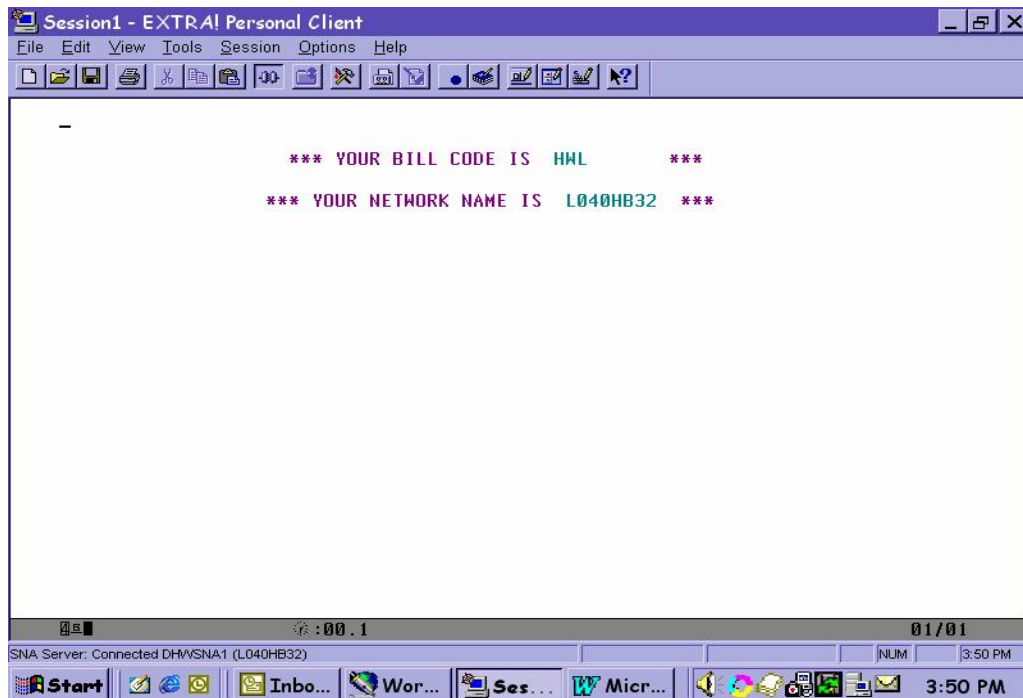 Session1 - EXTRA! Personal Client
File Edit View Tools Session Options Help
*** YOUR BILL CODE IS HWL ***
*** YOUR NETWORK NAME IS L040HB32 ***
:00.1 01/01
SNA Server: Connected DHWSNA1 (L040HB32) NUM 3:50 PM
Start Inbo... Wor... Ses... Micr... 3:50 PM